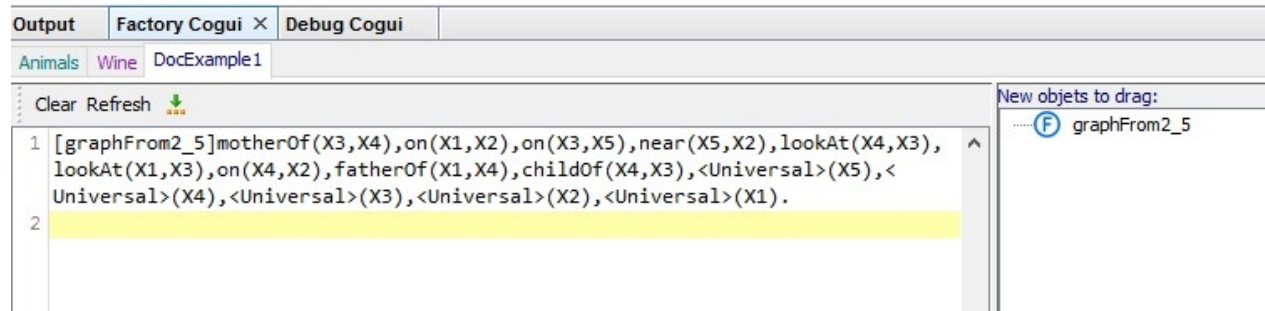 Output Factory Cogui × Debug Cogui
Animals Wine DocExample1
Clear Refresh
New objets to drag:
F graphFrom2_5
1 [graphFrom2_5]motherOf(X3,X4),on(X1,X2),on(X3,X5),near(X5,X2),lookAt(X4,X3),
lookAt(X1,X3),on(X4,X2),fatherOf(X1,X4),childOf(X4,X3),<Universal>(X5),<
Universal>(X4),<Universal>(X3),<Universal>(X2),<Universal>(X1).
2